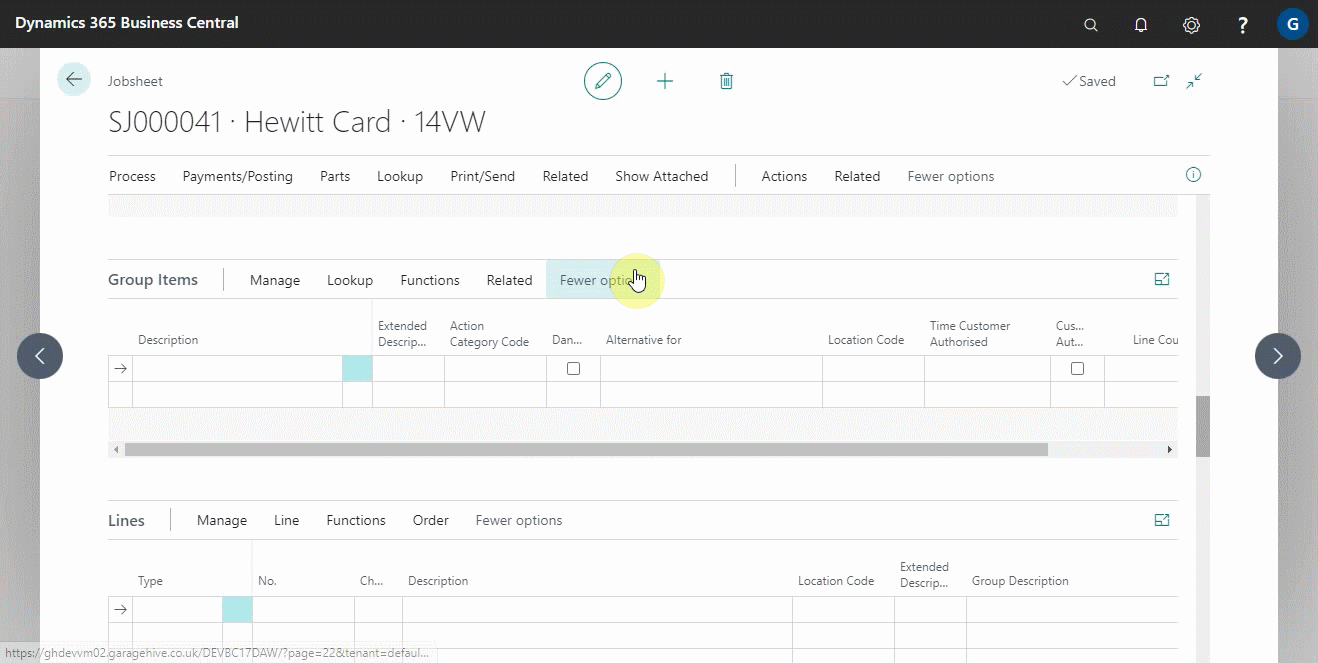 Dynamics 365 Business Central
?
G
Jobsheet
Saved
SJ000041 · Hewitt Card · 14VW
Process Payments/Posting Parts Lookup Print/Send Related Show Attached Actions Related Fewer options
Group Items Manage Lookup Functions Related Fewer optio
Description Extended Descrip... Action Category Code Dan... Alternative for Location Code Time Customer Authorised Cus... Aut... Line Cou
Lines Manage Line Functions Order Fewer options
Type No. Ch... Description Location Code Extended Descrip... Group Description
https://ghdevvm02.garagehive.co.uk/DEVBC17DAW/?page=22&tenant=defaul...